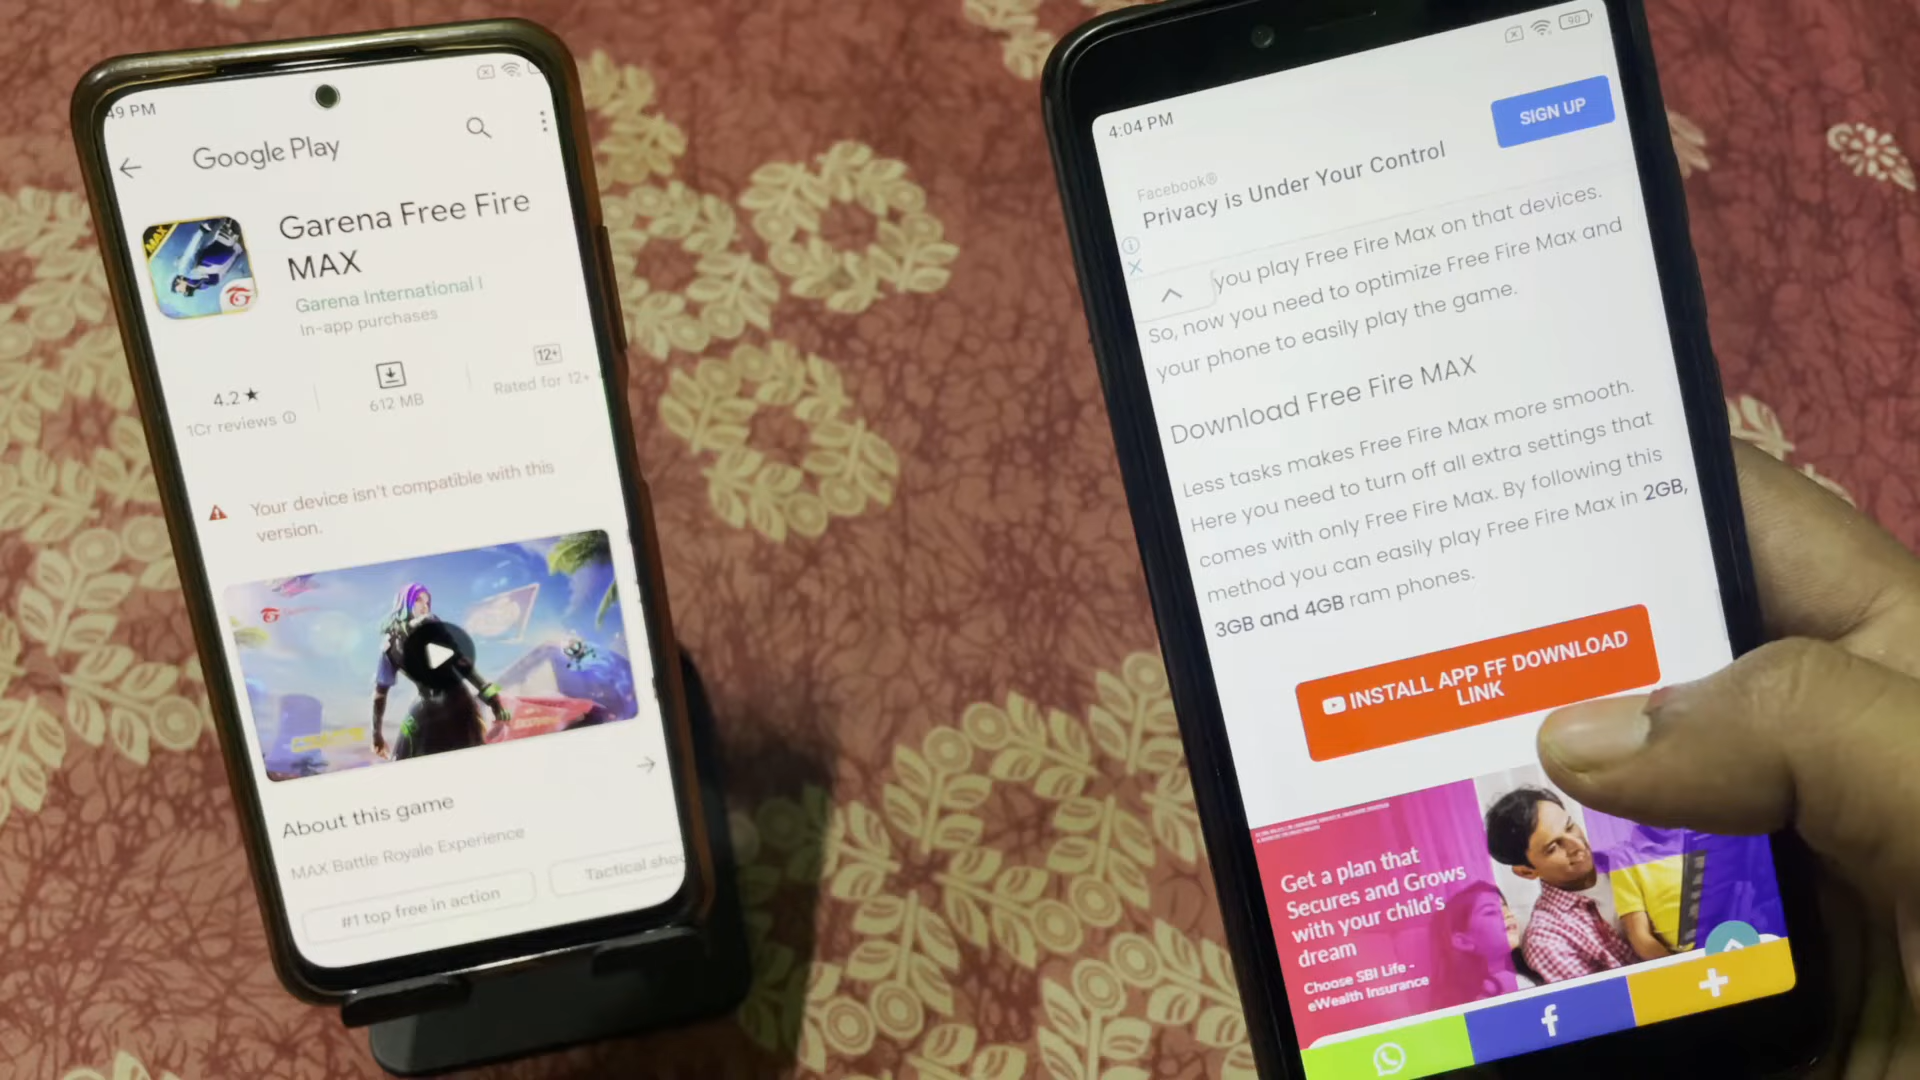 49 PM
Google Play
Garena Free Fire
MAX
Garena International I
In-app purchases
4.2★
1Cr reviews
612 MB
12+
Rated for 12+
Your device isn't compatible with this
version.
About this game
MAX Battle Royale Experience
#1 top free in action
Tactical shoo
4:04 PM
90
Facebook®
Privacy is Under Your Control
SIGN UP
you play Free Fire Max on that devices.
So, now you need to optimize Free Fire Max and
your phone to easily play the game.
Download Free Fire MAX
Less tasks makes Free Fire Max more smooth.
Here you need to turn off all extra settings that
comes with only Free Fire Max. By following this
method you can easily play Free Fire Max in 2GB,
3GB and 4GB ram phones.
INSTALL APP FF DOWNLOAD
LINK
Get a plan that
Secures and Grows
with your child's
dream
Choose SBI Life -
eWealth Insurance